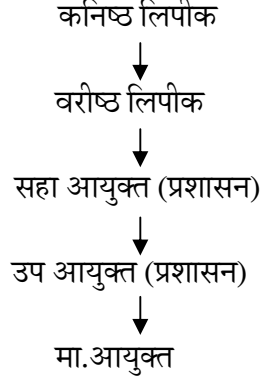 कनिष्ठ लिपीक
वरीष्ठ लिपीक
सहा आयुक्त (प्रशासन)
उप आयुक्त (प्रशासन)
मा.आयुक्त